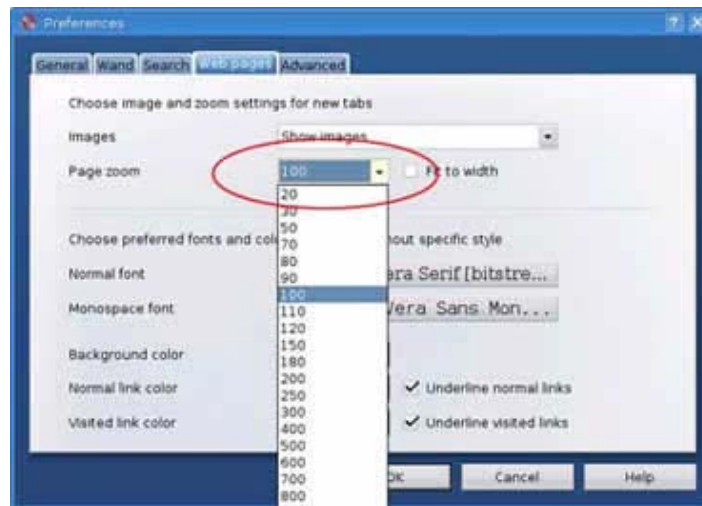 Preferences
General Wand Search Web pages Advanced
Choose image and zoom settings for new tabs
Images Show images
Page zoom 100 Fit to width
20
30
50
Choose preferred fonts and col out specific style
70
80
Normal font era Serif [bitstre...
90
100
Monospace font Vera Sans Mon...
110
120
150
Background color
180
200
Normal link color Underline normal links
250
300
Visited link color Underline visited links
400
500
600
OK Cancel Help
700
800